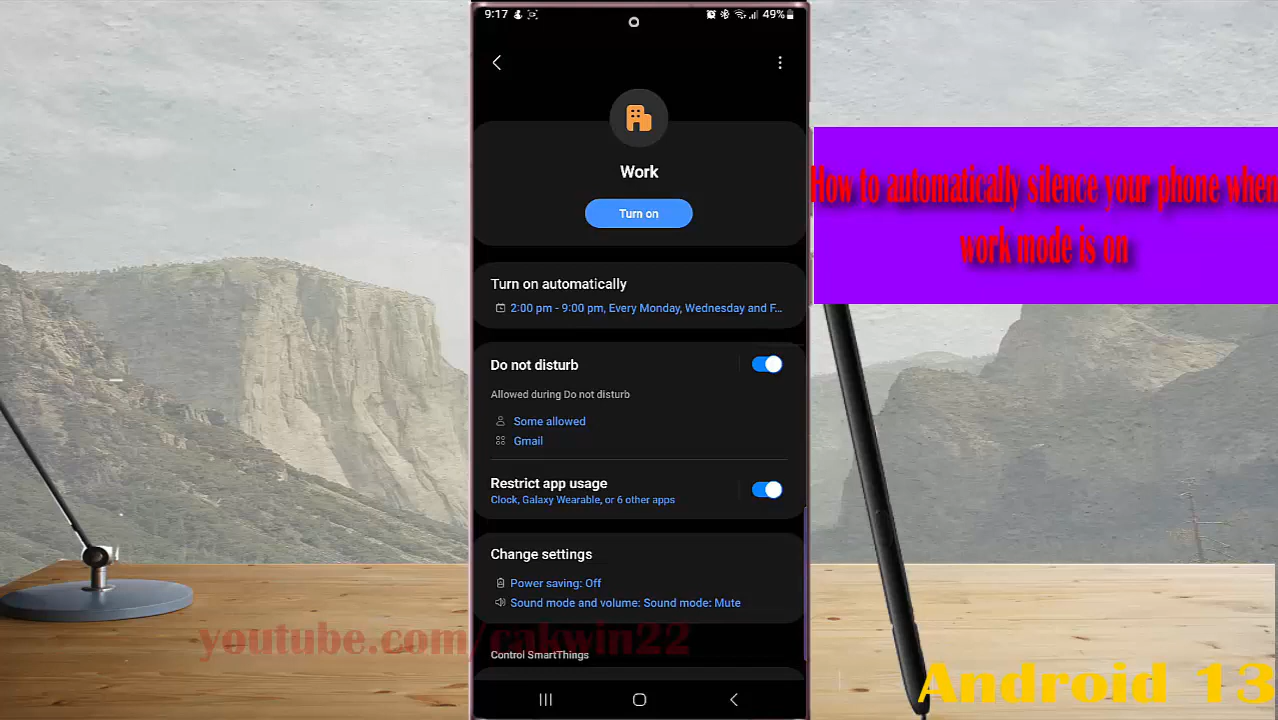 9:17
49%
Work
Turn on
Turn on automatically
2:00 pm - 9:00 pm, Every Monday, Wednesday and F...
Do not disturb
Allowed during Do not disturb
Some allowed
Gmail
Restrict app usage
Clock, Galaxy Wearable, or 6 other apps
Change settings
Power saving: Off
Sound mode and volume: Sound mode: Mute
Control SmartThings
How to automatically silence your phone when
work mode is on
youtube.com/cakwin22
Android 13